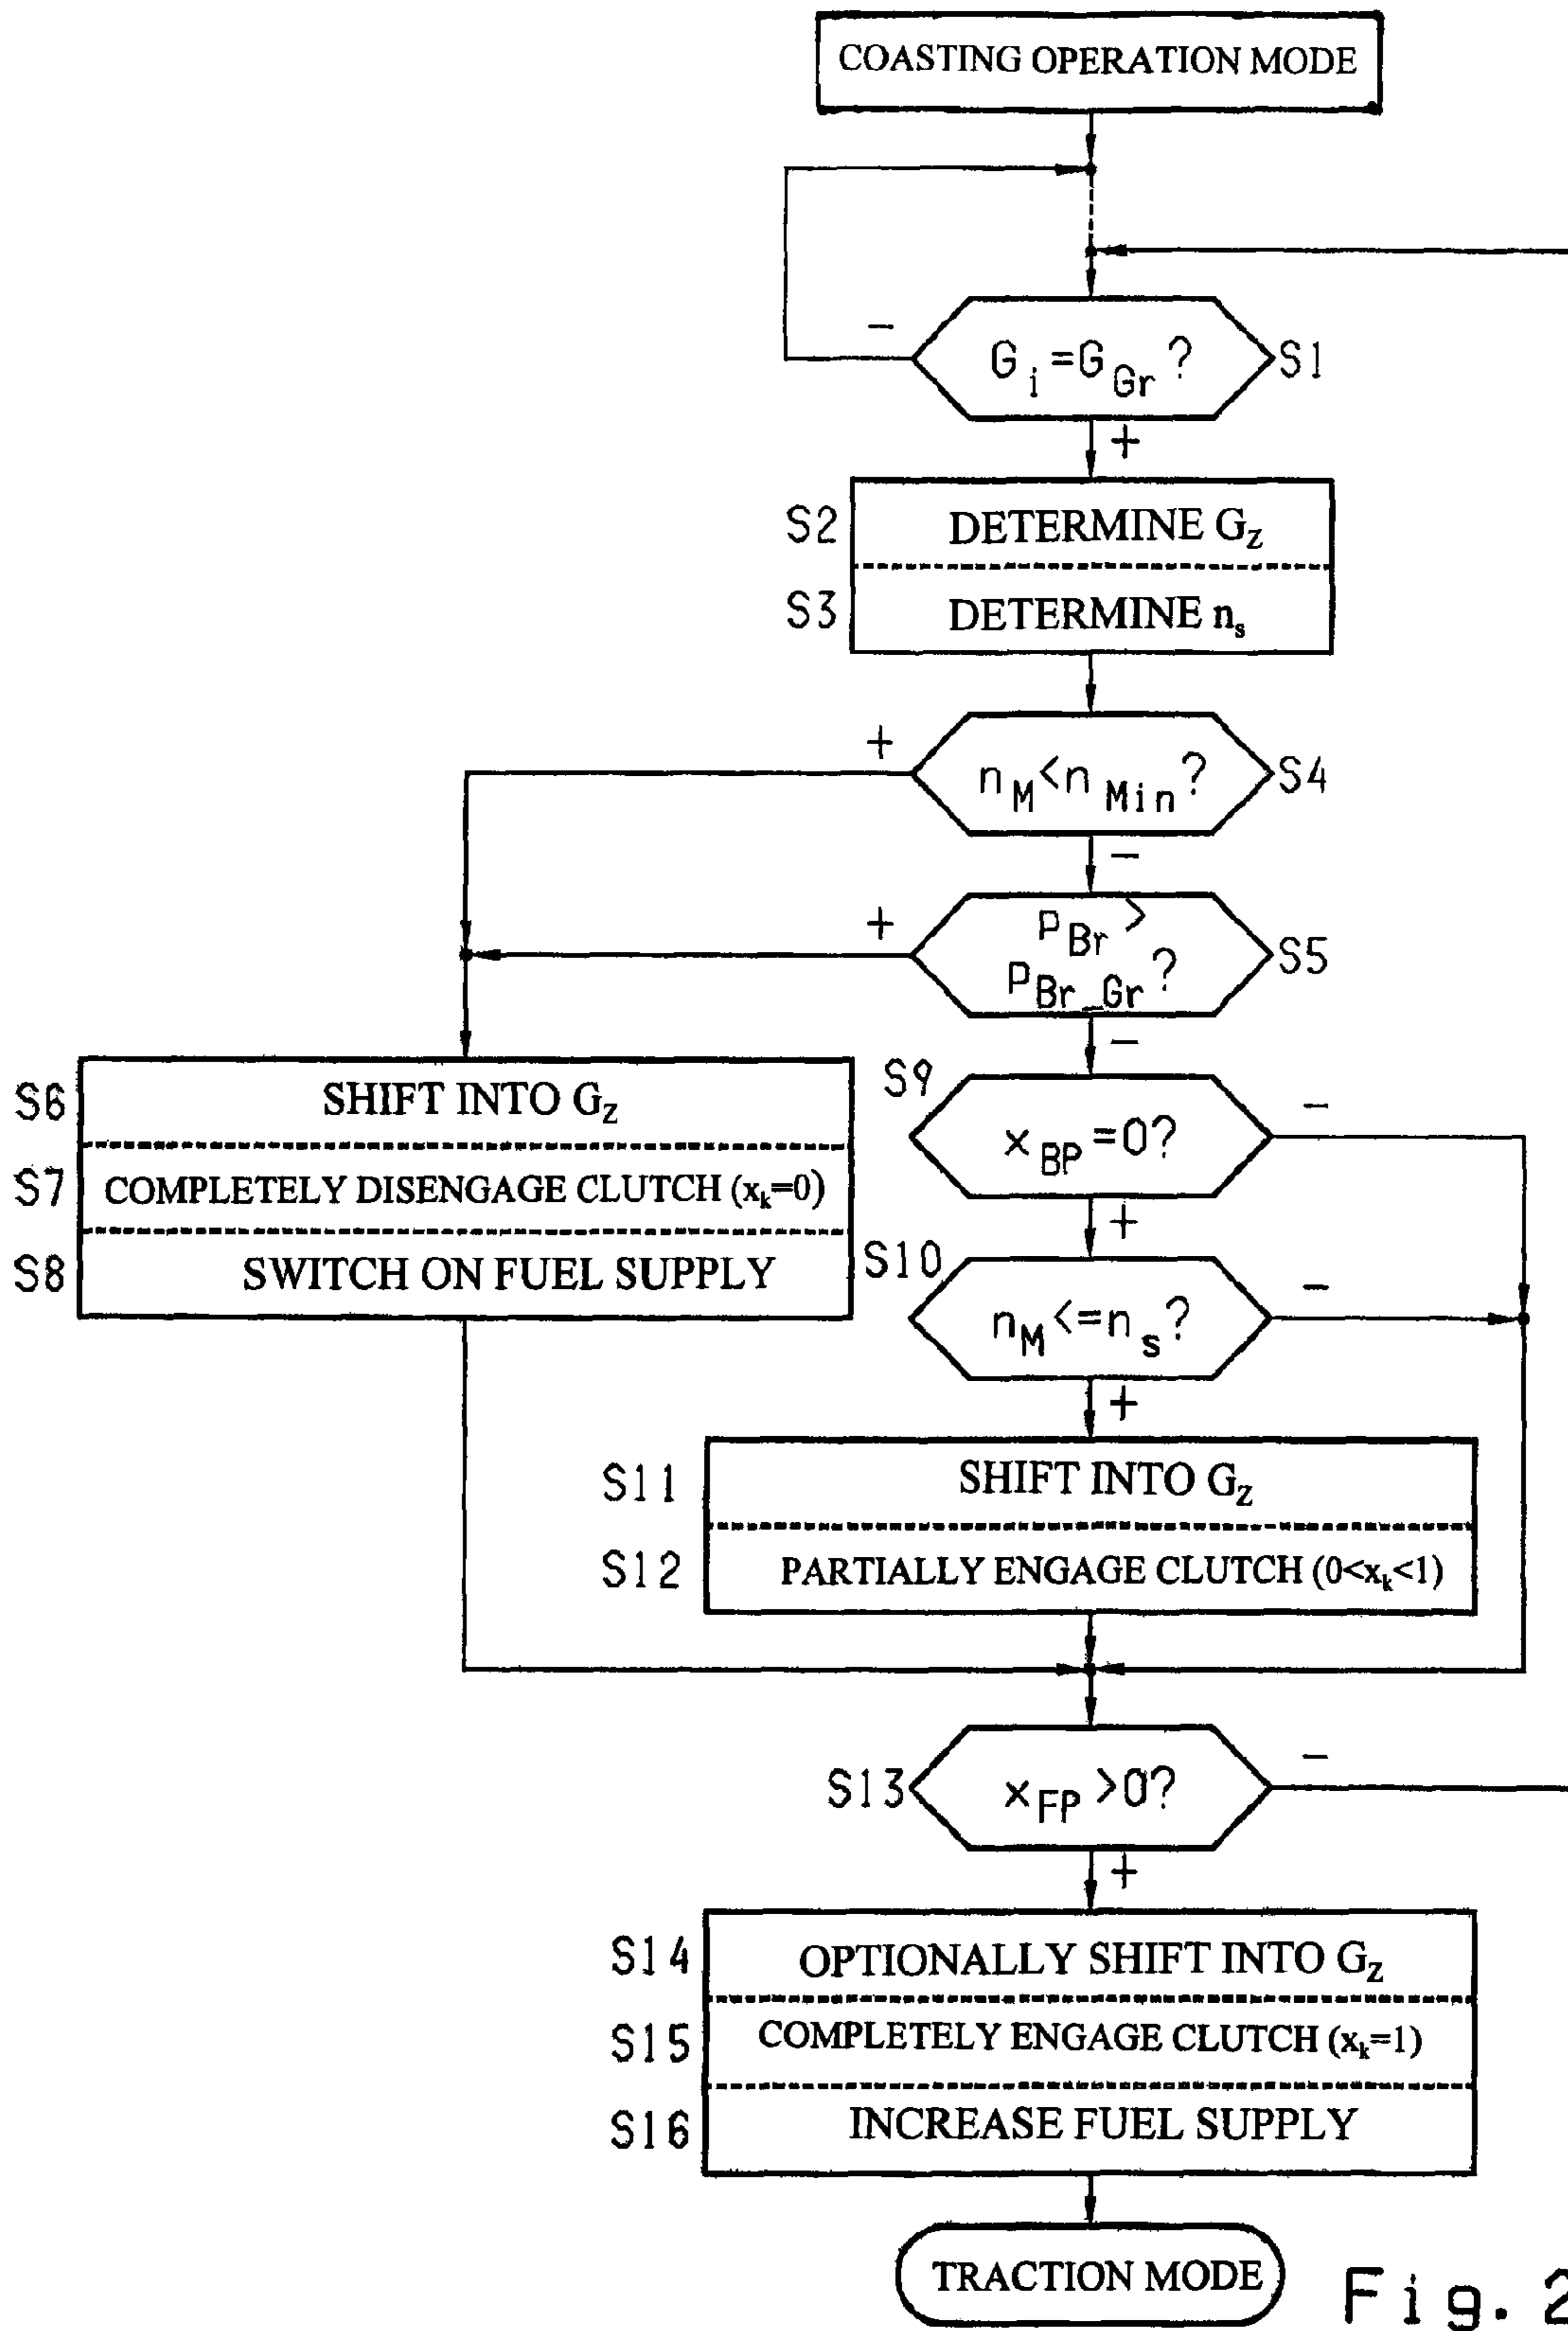 COASTING OPERATION MODE
−
G_i=G_Gr? S1
+
S2 DETERMINE G_Z
S3 DETERMINE n_s
+
n_M<n_Min? S4
−
+
p_Br>
p_Br_Gr? S5
−
S6 SHIFT INTO G_Z
S7 COMPLETELY DISENGAGE CLUTCH (x_k=0)
S8 SWITCH ON FUEL SUPPLY
S9
−
x_BP=0?
+
S10
−
n_M<=n_s?
+
S11 SHIFT INTO G_Z
S12 PARTIALLY ENGAGE CLUTCH (0<x_k<1)
−
S13 x_FP>0?
+
S14 OPTIONALLY SHIFT INTO G_Z
S15 COMPLETELY ENGAGE CLUTCH (x_k=1)
S16 INCREASE FUEL SUPPLY
TRACTION MODE
Fig. 2